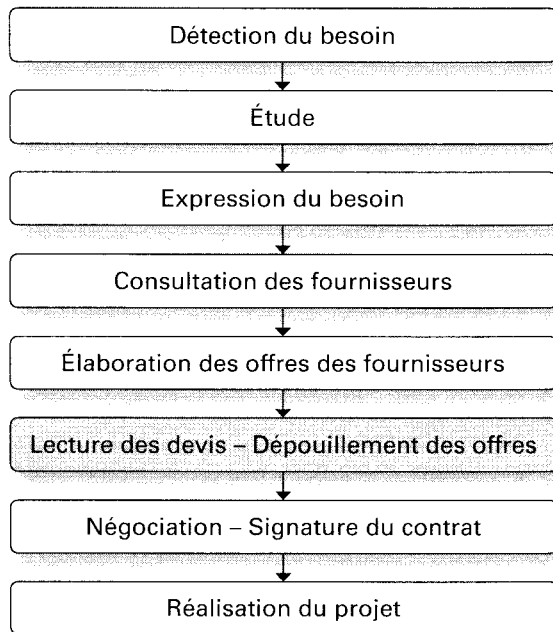 Détection du besoin
Étude
Expression du besoin
Consultation des fournisseurs
Élaboration des offres des fournisseurs
Lecture des devis – Dépouillement des offres
Négociation – Signature du contrat
Réalisation du projet